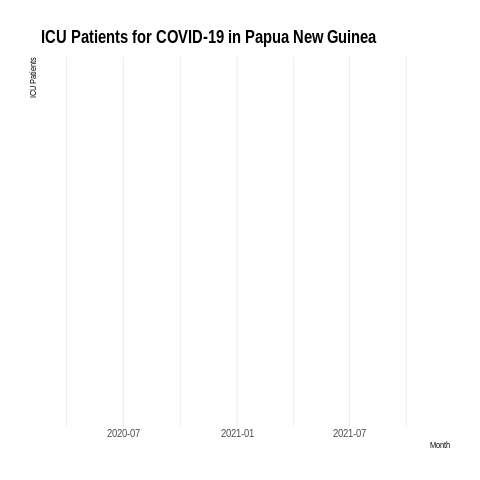 ICU Patients for COVID-19 in Papua New Guinea
ICU Patients
2020-07
2021-01
2021-07
Month